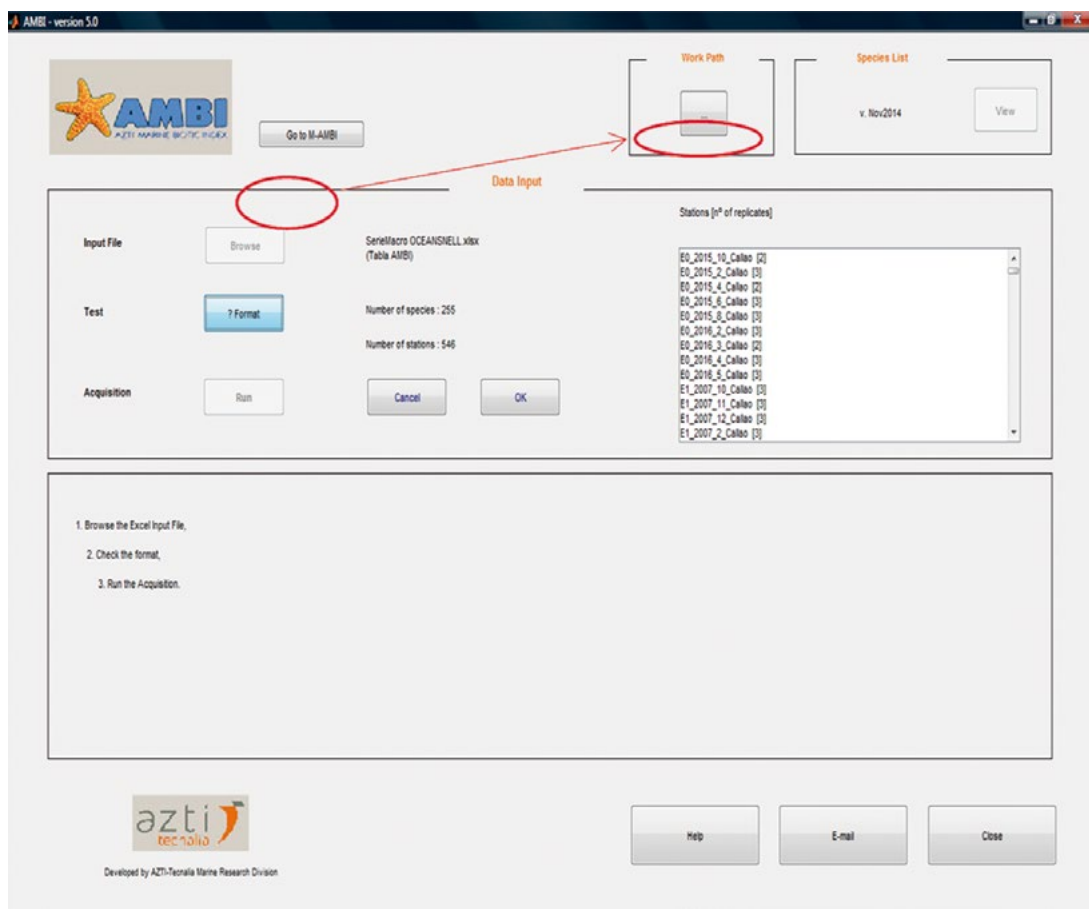 AMBI - version 5.0
AMBI
AZTI MARINE BIOTIC INDEX
Go to M-AMBI
Work Path
...
Species List
v. Nov2014
View
Data Input
Input File
Browse
SerieMacro OCEANSNELL.xlsx
(Tabla AMBI)
Test
? Format
Number of species : 255
Number of stations : 546
Acquisition
Run
Cancel
OK
Stations [nº of replicates]
E0_2015_10_Callao [2]
E0_2015_2_Callao [3]
E0_2015_4_Callao [2]
E0_2015_6_Callao [3]
E0_2015_8_Callao [3]
E0_2016_2_Callao [3]
E0_2016_3_Callao [2]
E0_2016_4_Callao [3]
E0_2016_5_Callao [3]
E1_2007_10_Callao [3]
E1_2007_11_Callao [3]
E1_2007_12_Callao [3]
E1_2007_2_Callao [3]
1. Browse the Excel Input File,
2. Check the format,
3. Run the Acquisition.
azti
tecnalia
Developed by AZTI-Tecnalia Marine Research Division
Help
E-mail
Close